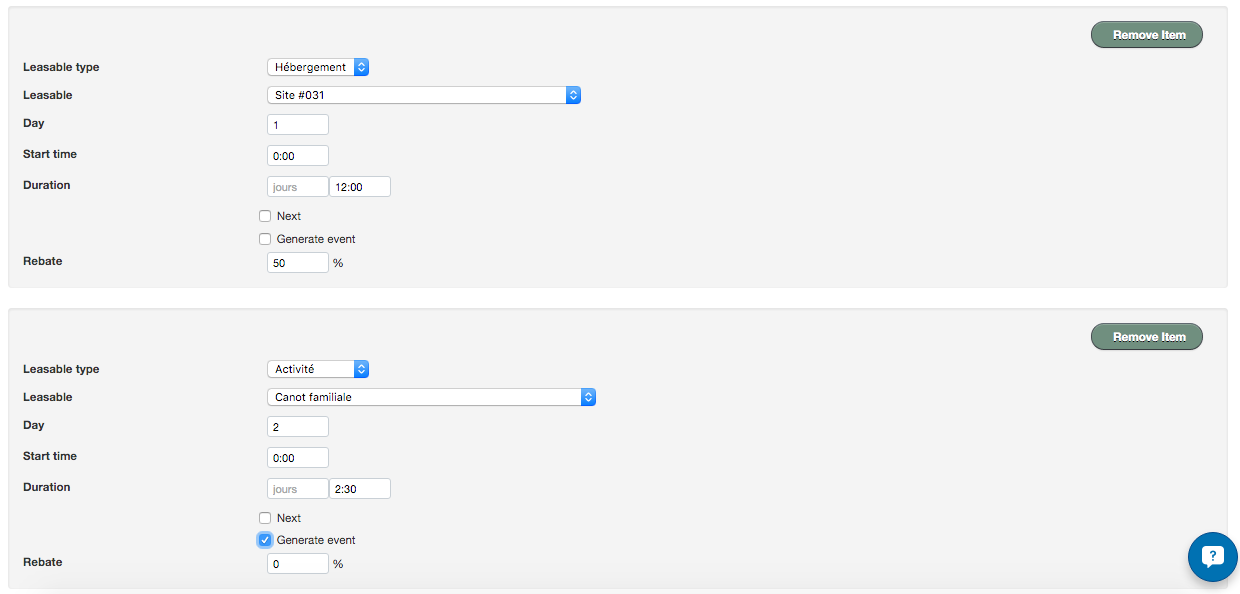 Remove Item
Leasable type Hébergement
Leasable Site #031
Day 1
Start time 0:00
Duration jours 12:00
Next
Generate event
Rebate 50 %
Remove Item
Leasable type Activité
Leasable Canot familiale
Day 2
Start time 0:00
Duration jours 2:30
Next
Generate event
Rebate 0 %
?